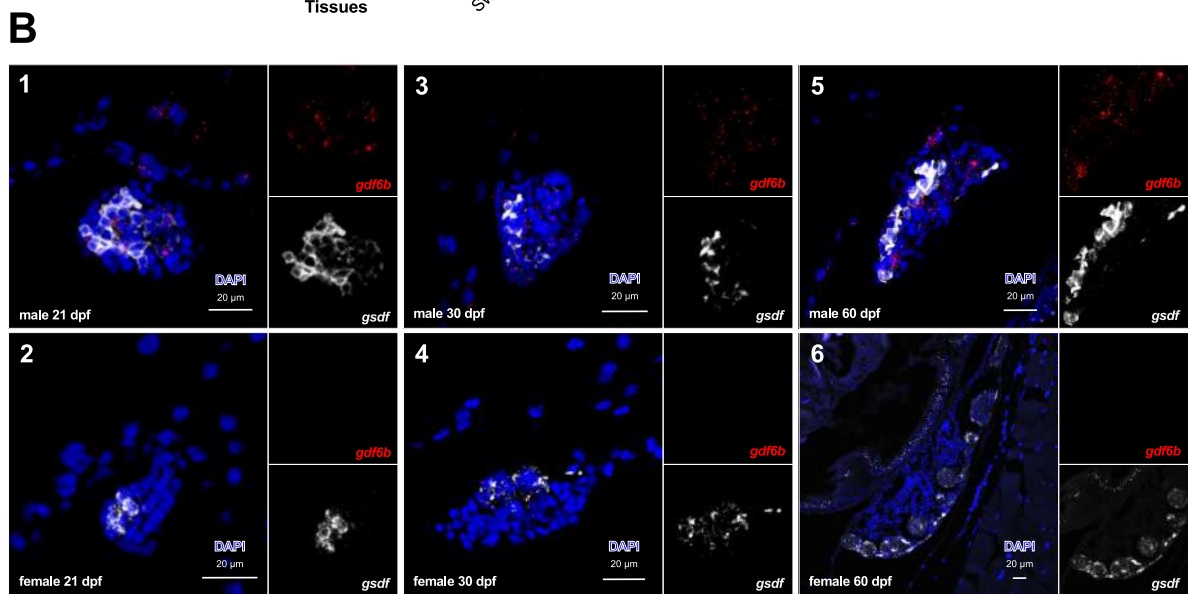 Tissues
B
1
gdf6b
DAPI
20 µm
male 21 dpf
gsdf
3
gdf6b
DAPI
20 µm
male 30 dpf
gsdf
5
gdf6b
DAPI
20 µm
male 60 dpf
gsdf
2
gdf6b
DAPI
20 µm
female 21 dpf
gsdf
4
gdf6b
DAPI
20 µm
female 30 dpf
gsdf
6
gdf6b
DAPI
20 µm
female 60 dpf
gsdf